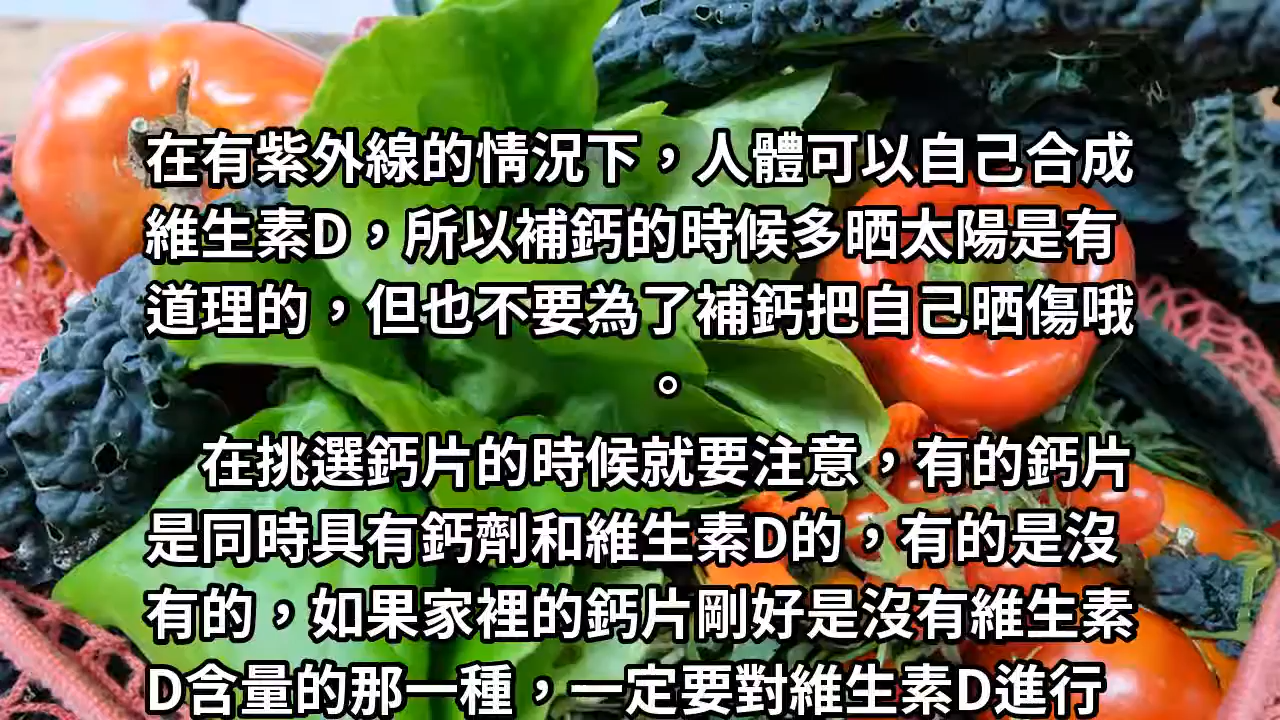 在有紫外線的情況下，人體可以自己合成
維生素D，所以補鈣的時候多晒太陽是有
道理的，但也不要為了補鈣把自己晒傷哦
。
在挑選鈣片的時候就要注意，有的鈣片
是同時具有鈣劑和維生素D的，有的是沒
有的，如果家裡的鈣片剛好是沒有維生素
D含量的那一種，一定要對維生素D進行